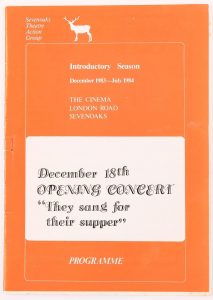 Sevenoaks
Theatre
Action
Group
Introductory Season
December 1983—July 1984
THE CINEMA
LONDON ROAD
SEVENOAKS
December 18th
OPENING CONCERT
“They sang for
their supper”
PROGRAMME